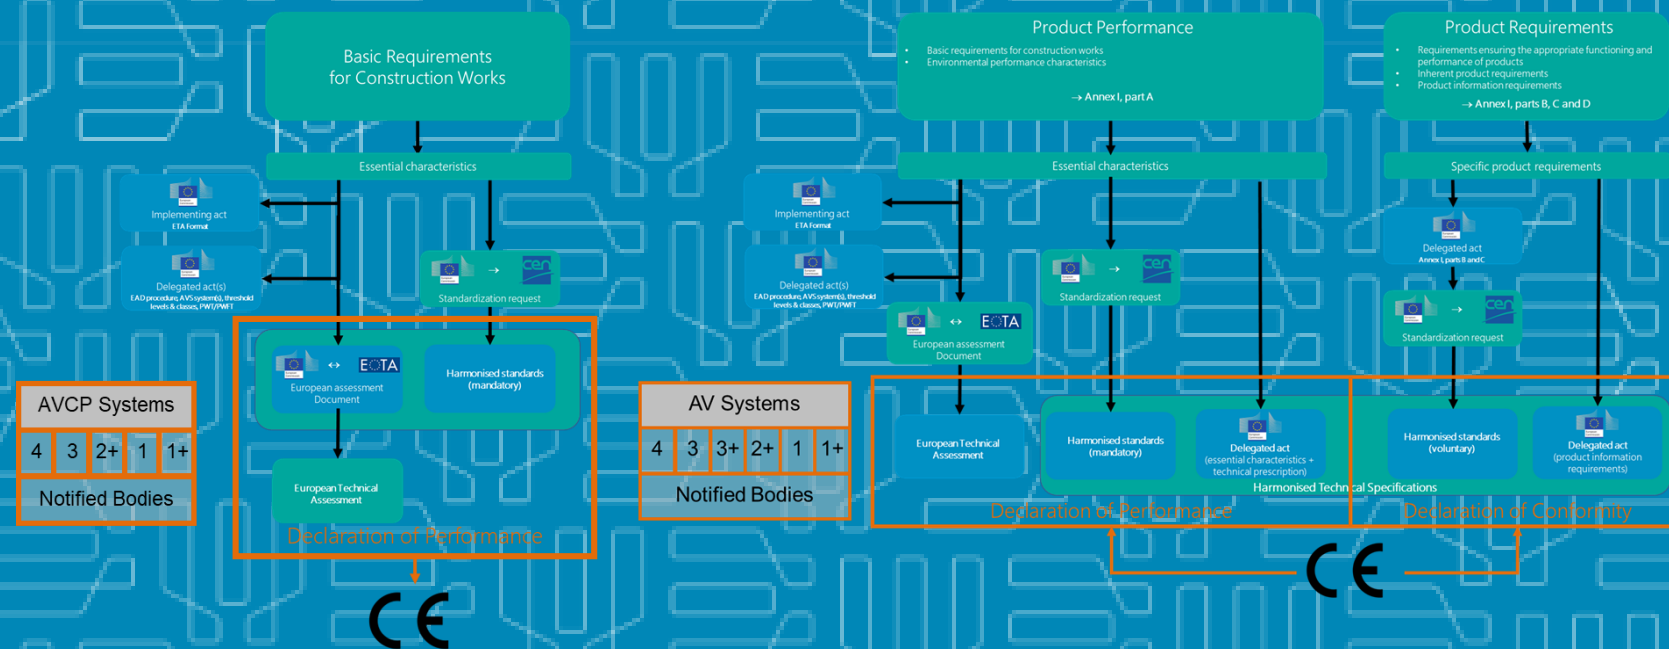 Basic Requirements
for Construction Works
Essential characteristics
Implementing act
ETA Format
Delegated act(s)
EAD procedure, AVS system(s), threshold
levels & classes, PWT/PWFT
→
cen
Standardization request
↔
EOTA
European assessment
Document
Harmonised standards
(mandatory)
European Technical
Assessment
Declaration of Performance
CE
AVCP Systems
4 3 2+ 1 1+
Notified Bodies
Product Performance
• Basic requirements for construction works
• Environmental performance characteristics
→ Annex I, part A
Essential characteristics
Implementing act
ETA Format
Delegated act(s)
EAD procedure, AVS system(s), threshold
levels & classes, PWT/PWFT
↔
EOTA
European assessment
Document
→
cen
Standardization request
AV Systems
4 3 3+ 2+ 1 1+
Notified Bodies
European Technical
Assessment
Harmonised standards
(mandatory)
Delegated act
(essential characteristics +
technical prescription)
Product Requirements
• Requirements ensuring the appropriate functioning and
performance of products
• Inherent product requirements
• Product information requirements
→ Annex I, parts B, C and D
Specific product requirements
Delegated act
Annex I, parts B and C
→
cen
Standardization request
Harmonised standards
(voluntary)
Delegated act
(product information
requirements)
Harmonised Technical Specifications
Declaration of Performance
Declaration of Conformity
CE